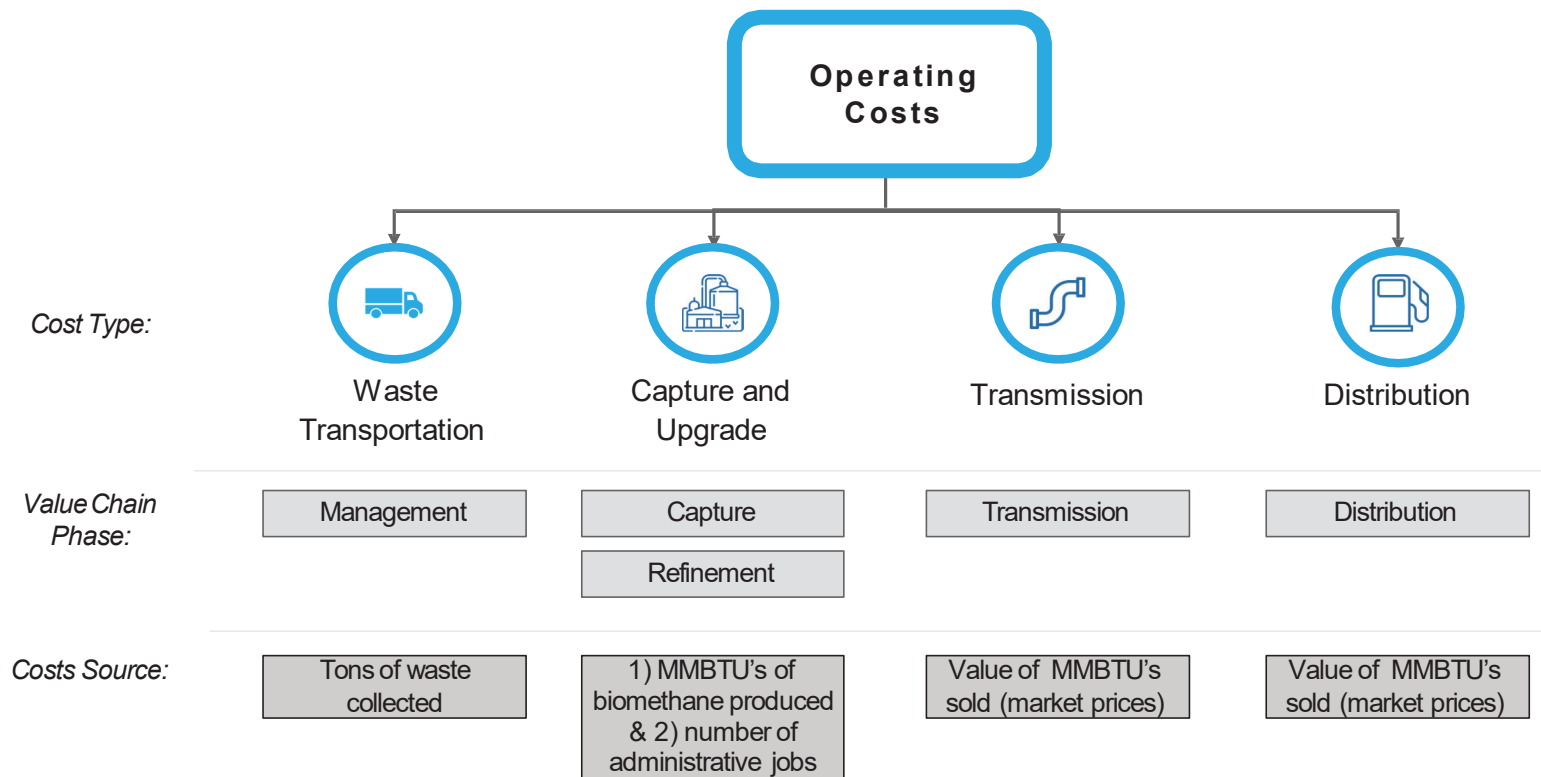 Operating
Costs
Cost Type:
Waste
Transportation
Capture and
Upgrade
Transmission
Distribution
Value Chain
Phase:
Management
Capture
Refinement
Transmission
Distribution
Costs Source:
Tons of waste
collected
1) MMBTU's of
biomethane produced
& 2) number of
administrative jobs
Value of MMBTU's
sold (market prices)
Value of MMBTU's
sold (market prices)